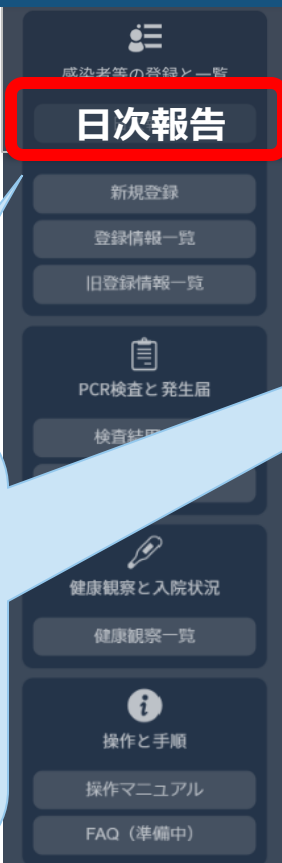 感染者等の登録と一覧
日次報告
新規登録
登録情報一覧
旧登録情報一覧
PCR検査と発生届
検査結
健康観察と入院状況
健康観察一覧
操作と手順
操作マニュアル
FAQ（準備中）